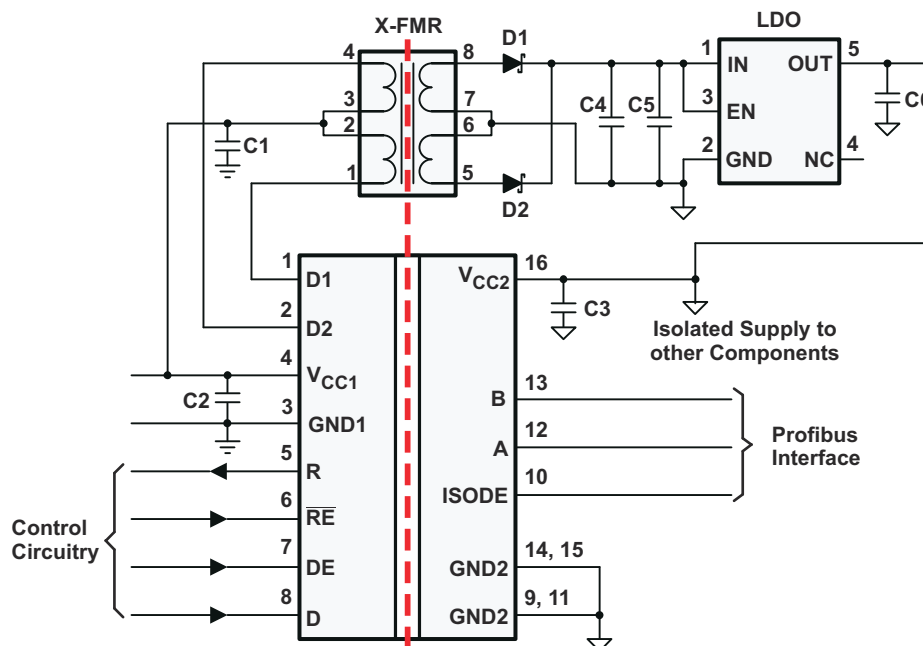 X-FMR
LDO
D1
4
8
1
5
IN
OUT
3
7
C4
C5
3
EN
C1
2
6
2
4
GND
NC
1
5
D2
1
16
D1
VCC2
2
C3
D2
Isolated Supply to
other Components
4
VCC1
13
C2
B
3
GND1
12
A
5
R
Profibus
Interface
10
ISODE
6
RE
Control
Circuitry
7
DE
14, 15
GND2
8
D
9, 11
GND2